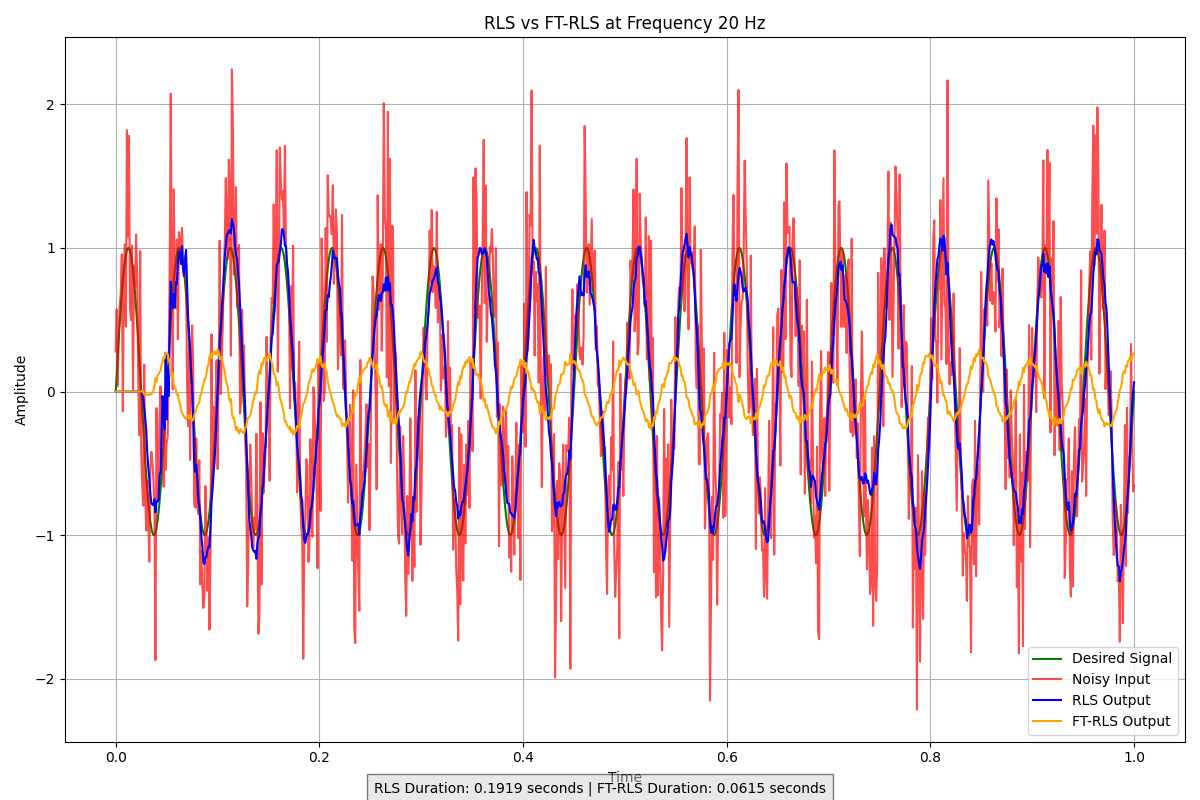 RLS vs FT-RLS at Frequency 20 Hz
Amplitude
2
1
0
−1
−2
0.0 0.2 0.4 0.6 0.8 1.0
Time
Desired Signal
Noisy Input
RLS Output
FT-RLS Output
RLS Duration: 0.1919 seconds | FT-RLS Duration: 0.0615 seconds